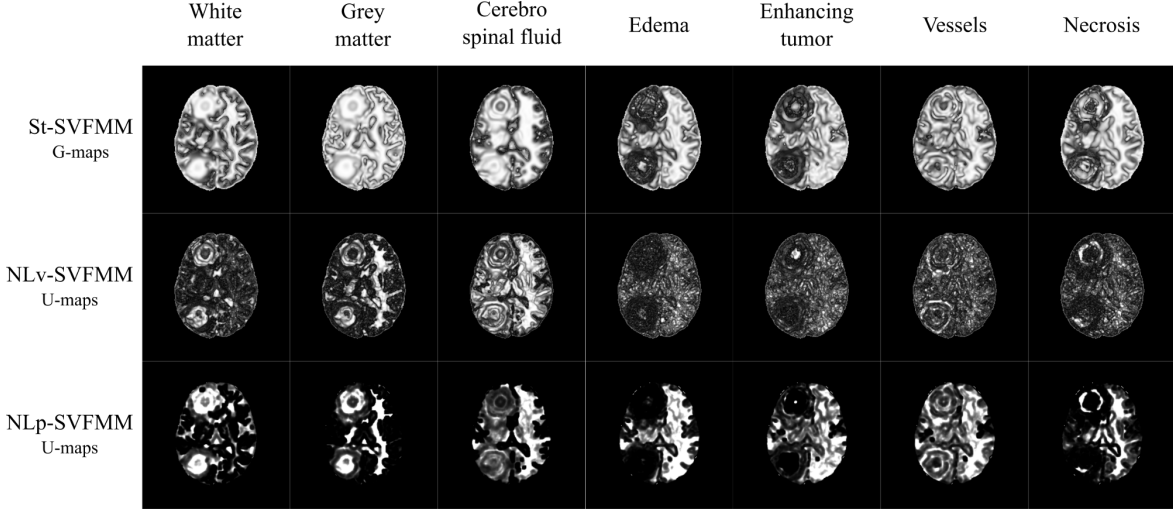 White
matter
Grey
matter
Cerebro
spinal fluid
Edema
Enhancing
tumor
Vessels
Necrosis
St-SVFMM
G-maps
NLv-SVFMM
U-maps
NLp-SVFMM
U-maps